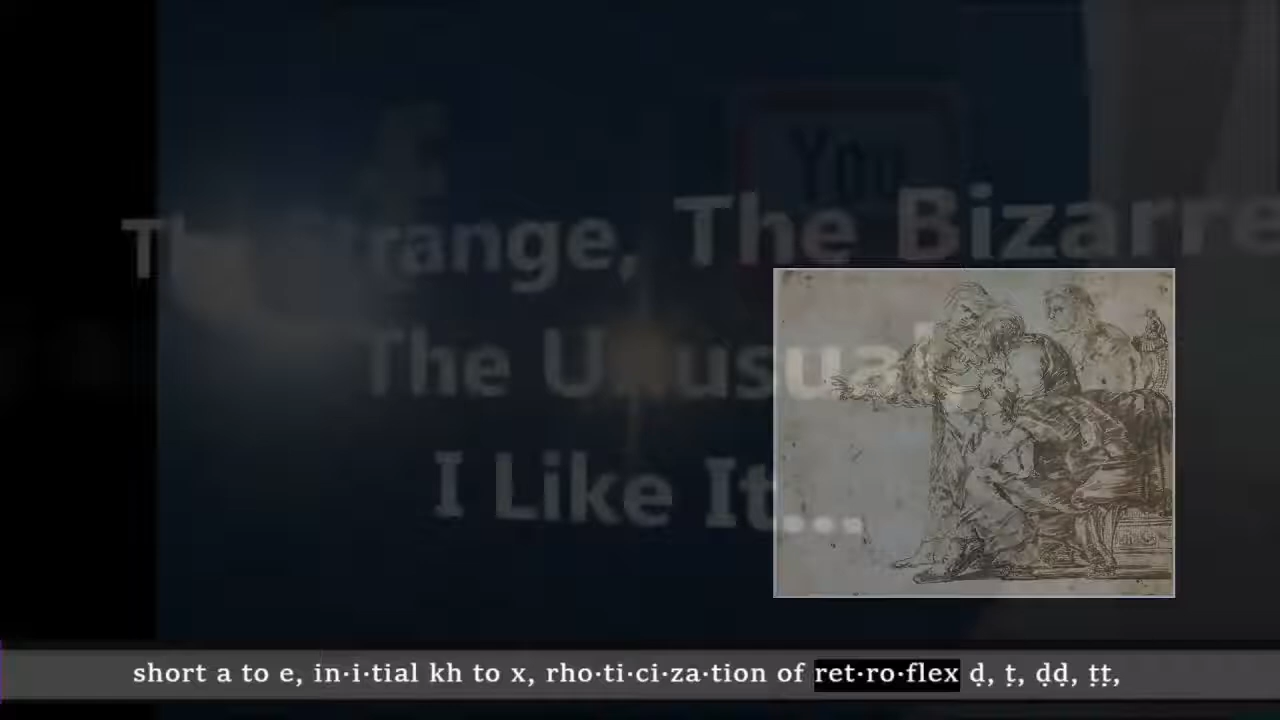 You
The Strange, The Bizarre
The Unusual,
I Like It...
short a to e, in·i·tial kh to x, rho·ti·ci·za·tion of ret·ro·flex ḍ, ṭ, ḍḍ, ṭṭ,